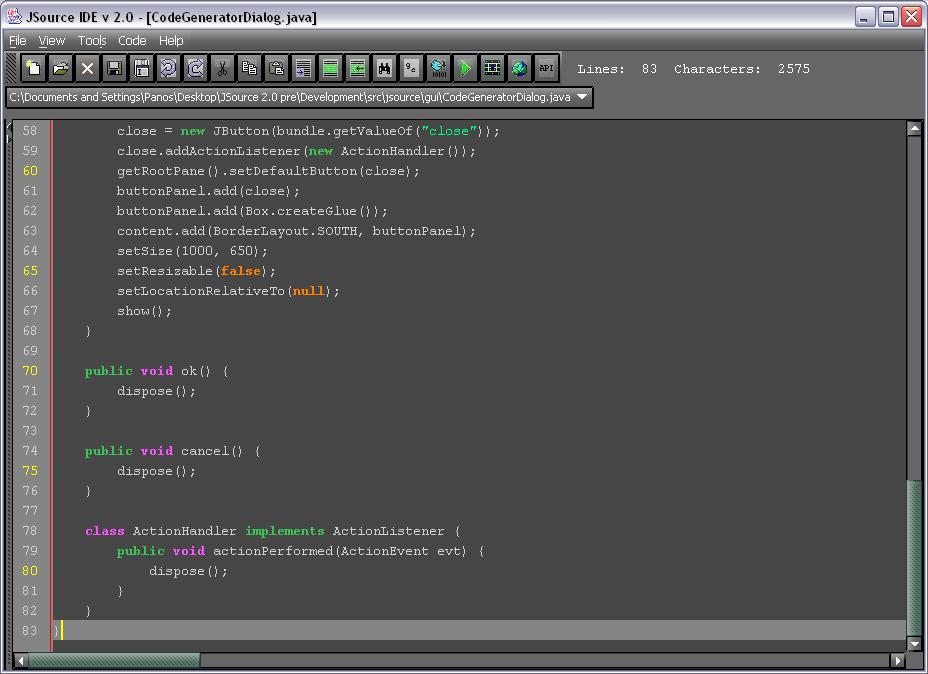 JSource IDE v 2.0 - [CodeGeneratorDialog.java]
File View Tools Code Help
API Lines: 83 Characters: 2575
C:\Documents and Settings\Panos\Desktop\JSource 2.0 pre\Development\src\jsource\gui\CodeGeneratorDialog.java
58 close = new JButton(bundle.getValueOf("close"));
59 close.addActionListener(new ActionHandler());
60 getRootPane().setDefaultButton(close);
61 buttonPanel.add(close);
62 buttonPanel.add(Box.createGlue());
63 content.add(BorderLayout.SOUTH, buttonPanel);
64 setSize(1000, 650);
65 setResizable(false);
66 setLocationRelativeTo(null);
67 show();
68 }
69
70 public void ok() {
71 dispose();
72 }
73
74 public void cancel() {
75 dispose();
76 }
77
78 class ActionHandler implements ActionListener {
79 public void actionPerformed(ActionEvent evt) {
80 dispose();
81 }
82 }
83 }